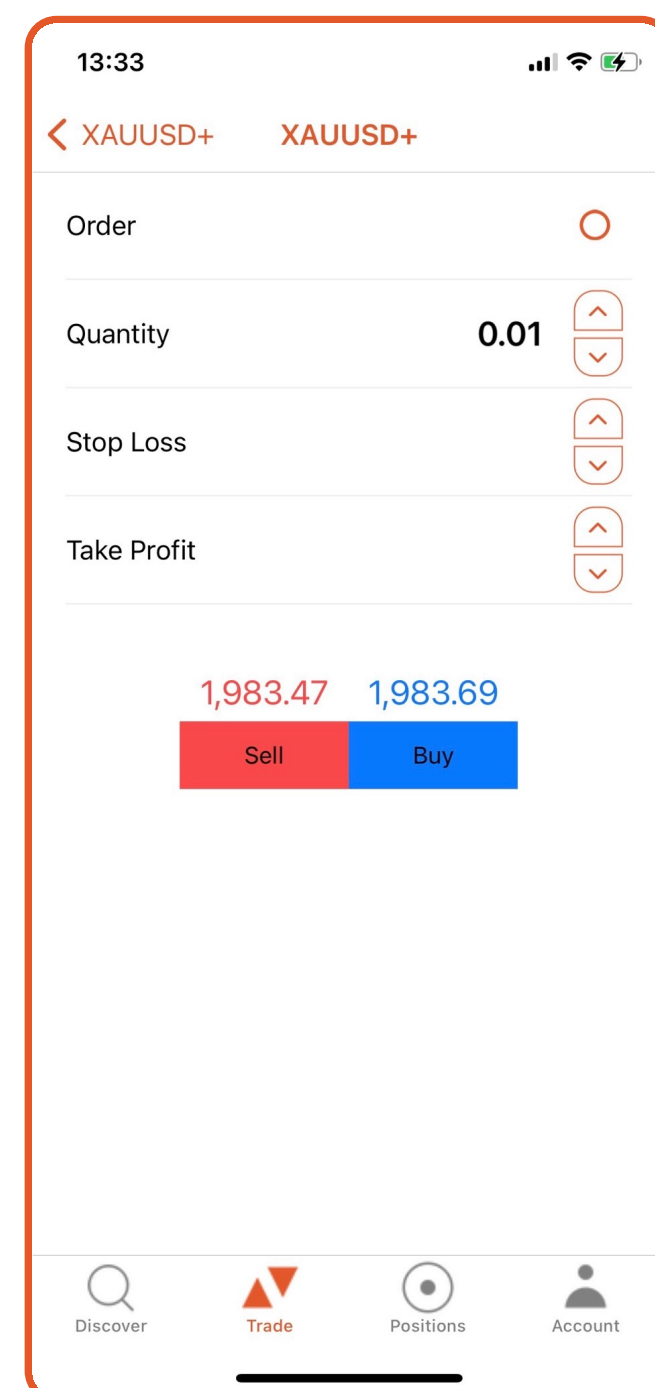 13:33
XAUUSD+ XAUUSD+
Order
Quantity 0.01
Stop Loss
Take Profit
1,983.47 1,983.69
Sell Buy
Discover Trade Positions Account